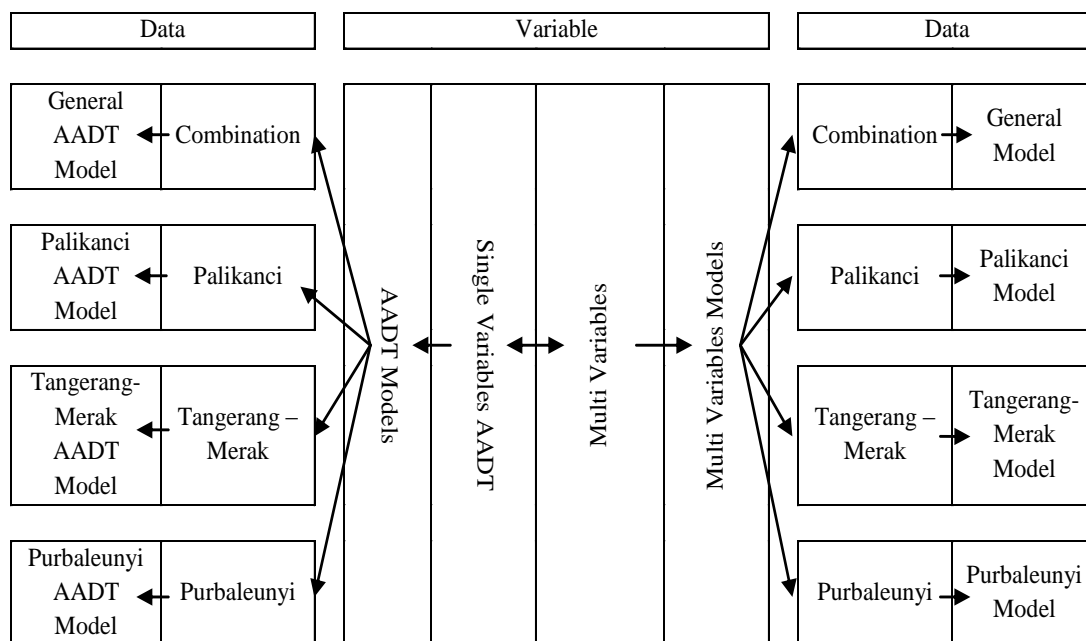 Data
Variable
Data
General
AADT
Model
Combination
Palikanci
AADT
Model
Palikanci
Tangerang-
Merak
AADT
Model
Tangerang –
Merak
Purbaleunyi
AADT
Model
Purbaleunyi
AADT Models
Single Variables AADT
Multi Variables
Multi Variables Models
Combination
General
Model
Palikanci
Palikanci
Model
Tangerang –
Merak
Tangerang-
Merak
Model
Purbaleunyi
Purbaleunyi
Model